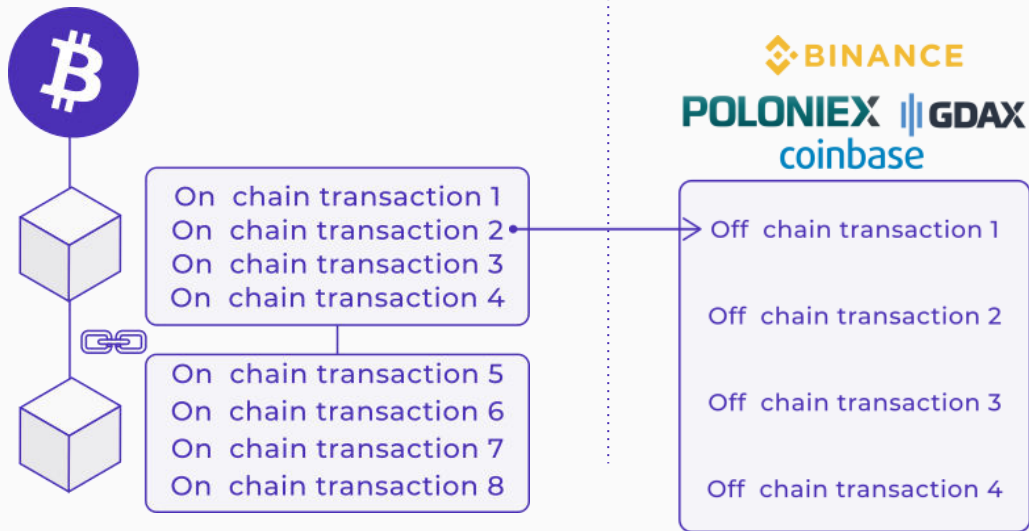 BINANCE
POLONIEX GDAX
coinbase
On chain transaction 1
On chain transaction 2
On chain transaction 3
On chain transaction 4
On chain transaction 5
On chain transaction 6
On chain transaction 7
On chain transaction 8
Off chain transaction 1
Off chain transaction 2
Off chain transaction 3
Off chain transaction 4